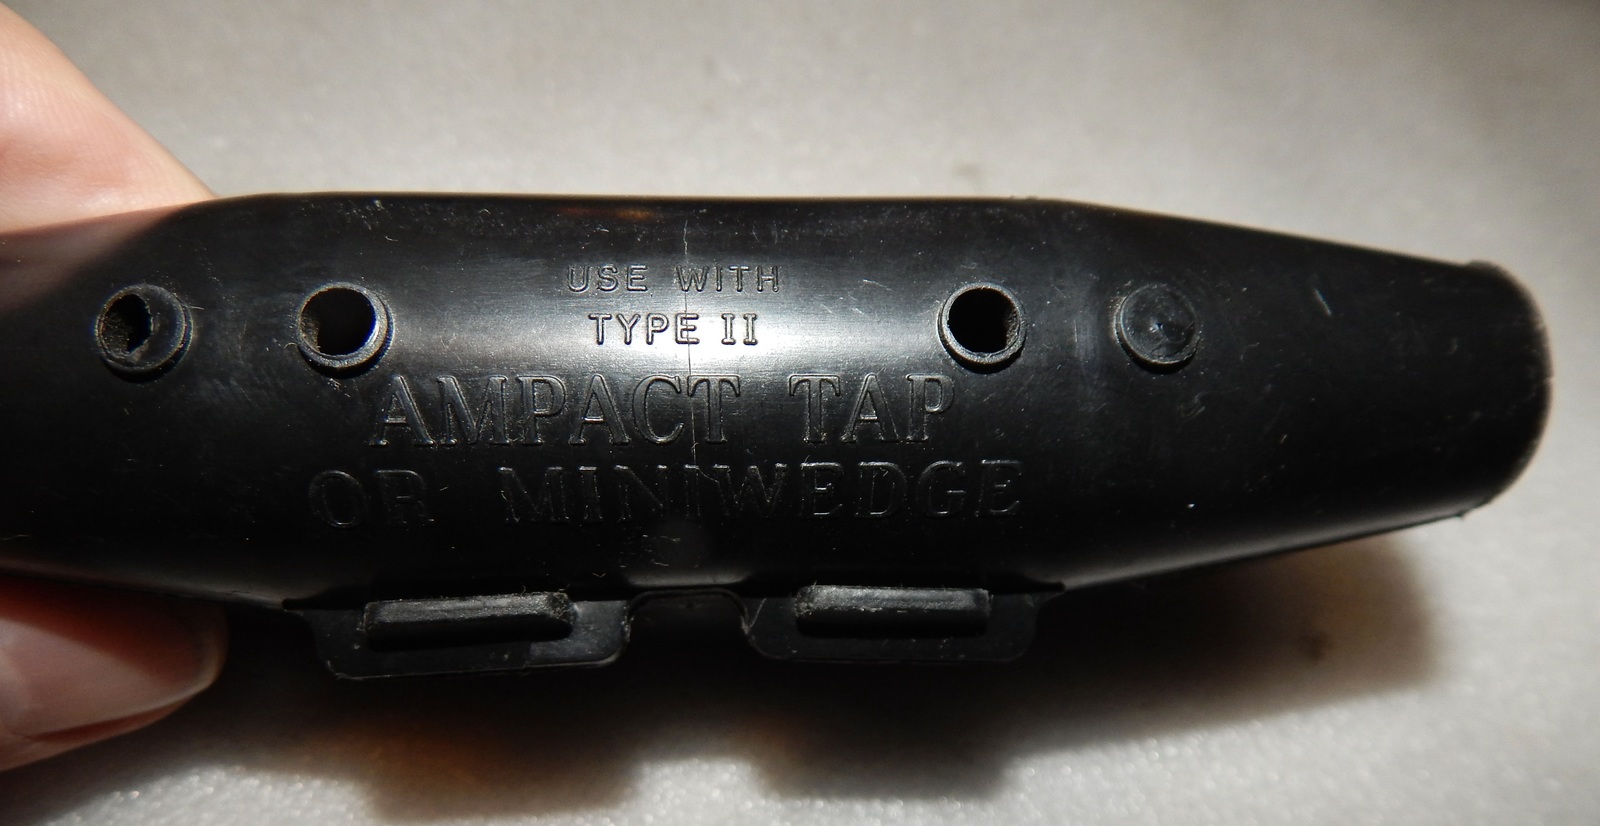 USE WITH
TYPE II
AMPACT TAP
OR MINIWEDGE